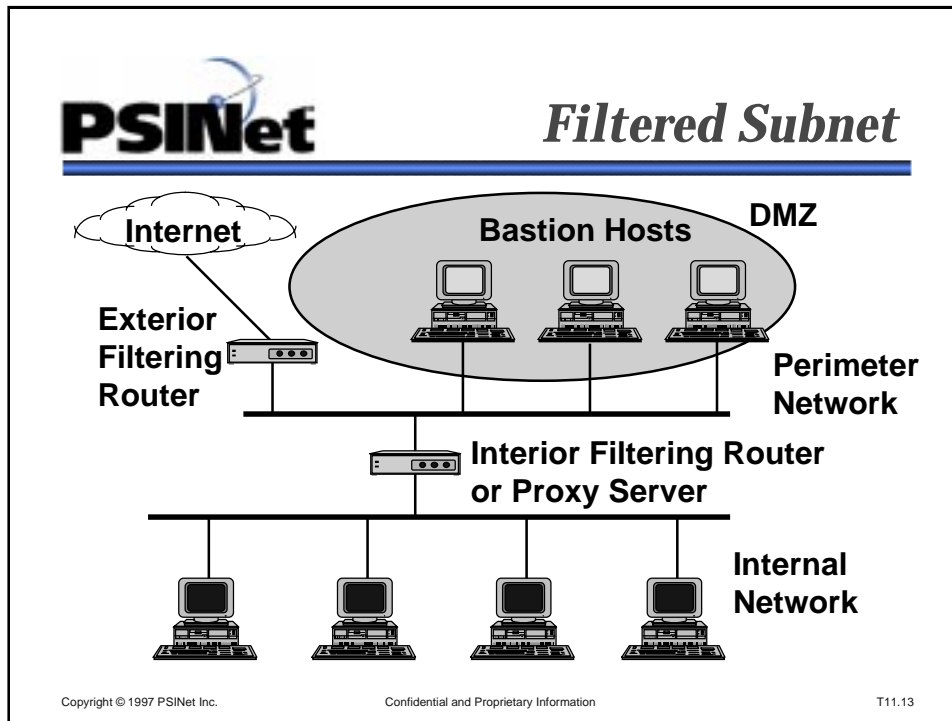 PSINet
Filtered Subnet
Internet
Bastion Hosts
DMZ
Exterior
Filtering
Router
Perimeter
Network
Interior Filtering Router
or Proxy Server
Internal
Network
Copyright © 1997 PSINet Inc.
Confidential and Proprietary Information
T11.13